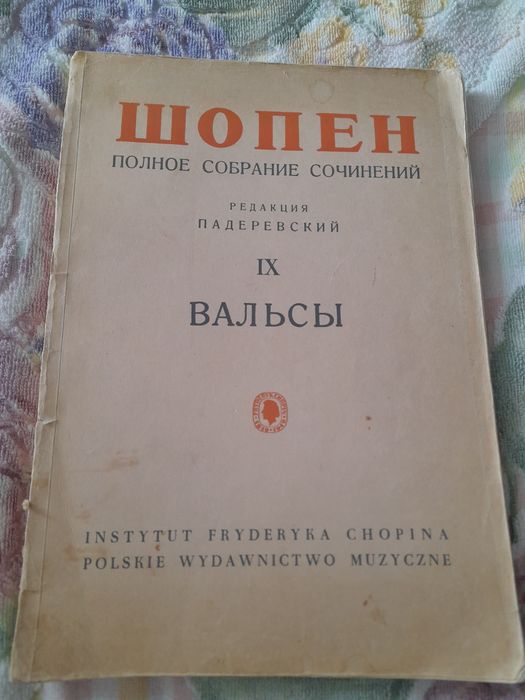 ШОПЕН
ПОЛНОЕ СОБРАНИЕ СОЧИНЕНИЙ
РЕДАКЦИЯ
ПАДЕРЕВСКИЙ
IX
ВАЛЬСЫ
INSTYTUT FRYDERYKA CHOPINA
POLSKIE WYDAWNICTWO MUZYCZNE